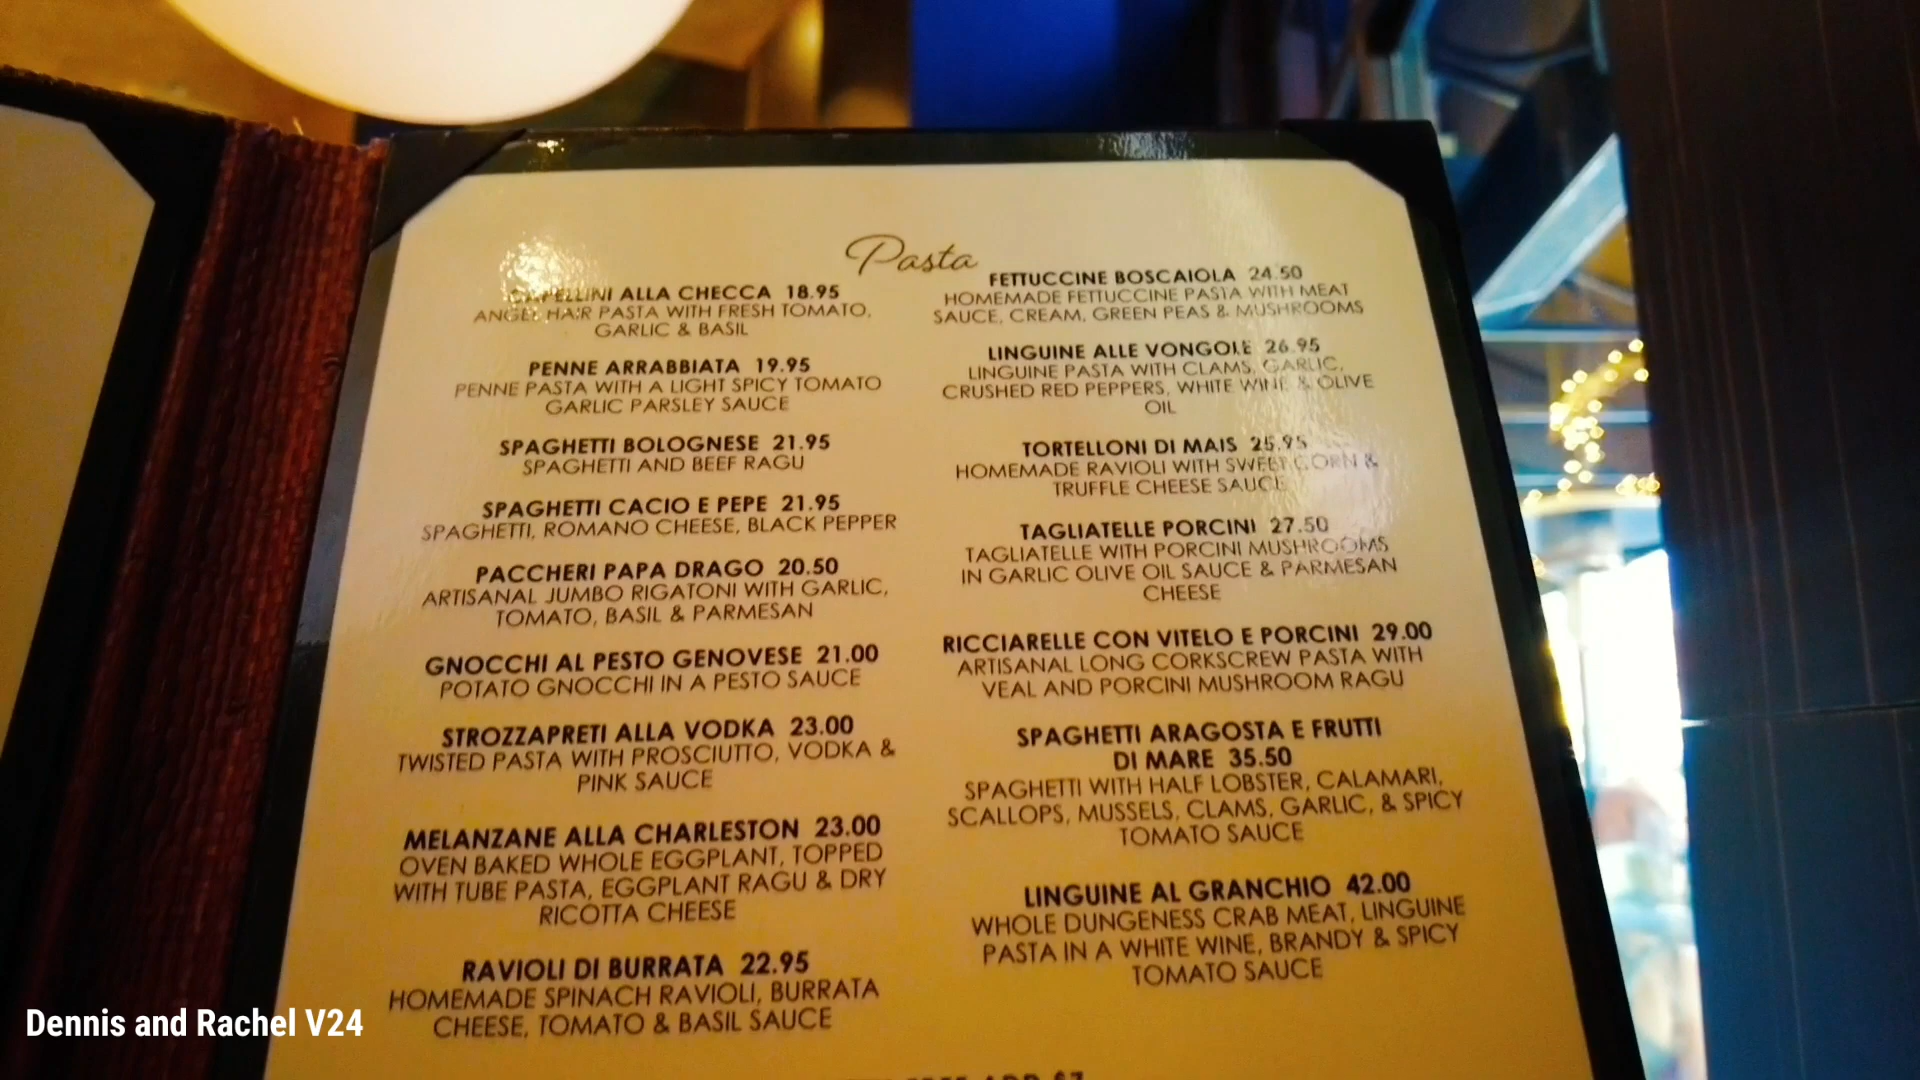 Pasta
CAPELLINI ALLA CHECCA 18.95
ANGEL HAIR PASTA WITH FRESH TOMATO,
GARLIC & BASIL
PENNE ARRABBIATA 19.95
PENNE PASTA WITH A LIGHT SPICY TOMATO
GARLIC PARSLEY SAUCE
SPAGHETTI BOLOGNESE 21.95
SPAGHETTI AND BEEF RAGU
SPAGHETTI CACIO E PEPE 21.95
SPAGHETTI, ROMANO CHEESE, BLACK PEPPER
PACCHERI PAPA DRAGO 20.50
ARTISANAL JUMBO RIGATONI WITH GARLIC,
TOMATO, BASIL & PARMESAN
GNOCCHI AL PESTO GENOVESE 21.00
POTATO GNOCCHI IN A PESTO SAUCE
STROZZAPRETI ALLA VODKA 23.00
TWISTED PASTA WITH PROSCIUTTO, VODKA &
PINK SAUCE
MELANZANE ALLA CHARLESTON 23.00
OVEN BAKED WHOLE EGGPLANT, TOPPED
WITH TUBE PASTA, EGGPLANT RAGU & DRY
RICOTTA CHEESE
RAVIOLI DI BURRATA 22.95
HOMEMADE SPINACH RAVIOLI, BURRATA
CHEESE, TOMATO & BASIL SAUCE
FETTUCCINE BOSCAIOLA 24.50
HOMEMADE FETTUCCINE PASTA WITH MEAT
SAUCE, CREAM, GREEN PEAS & MUSHROOMS
LINGUINE ALLE VONGOLE 26.95
LINGUINE PASTA WITH CLAMS, GARLIC,
CRUSHED RED PEPPERS, WHITE WINE & OLIVE
OIL
TORTELLONI DI MAIS 25.95
HOMEMADE RAVIOLI WITH SWEET CORN &
TRUFFLE CHEESE SAUCE
TAGLIATELLE PORCINI 27.50
TAGLIATELLE WITH PORCINI MUSHROOMS
IN GARLIC OLIVE OIL SAUCE & PARMESAN
CHEESE
RICCIARELLE CON VITELO E PORCINI 29.00
ARTISANAL LONG CORKSCREW PASTA WITH
VEAL AND PORCINI MUSHROOM RAGU
SPAGHETTI ARAGOSTA E FRUTTI
DI MARE 35.50
SPAGHETTI WITH HALF LOBSTER, CALAMARI,
SCALLOPS, MUSSELS, CLAMS, GARLIC, & SPICY
TOMATO SAUCE
LINGUINE AL GRANCHIO 42.00
WHOLE DUNGENESS CRAB MEAT, LINGUINE
PASTA IN A WHITE WINE, BRANDY & SPICY
TOMATO SAUCE
ADD $7
Dennis and Rachel V24